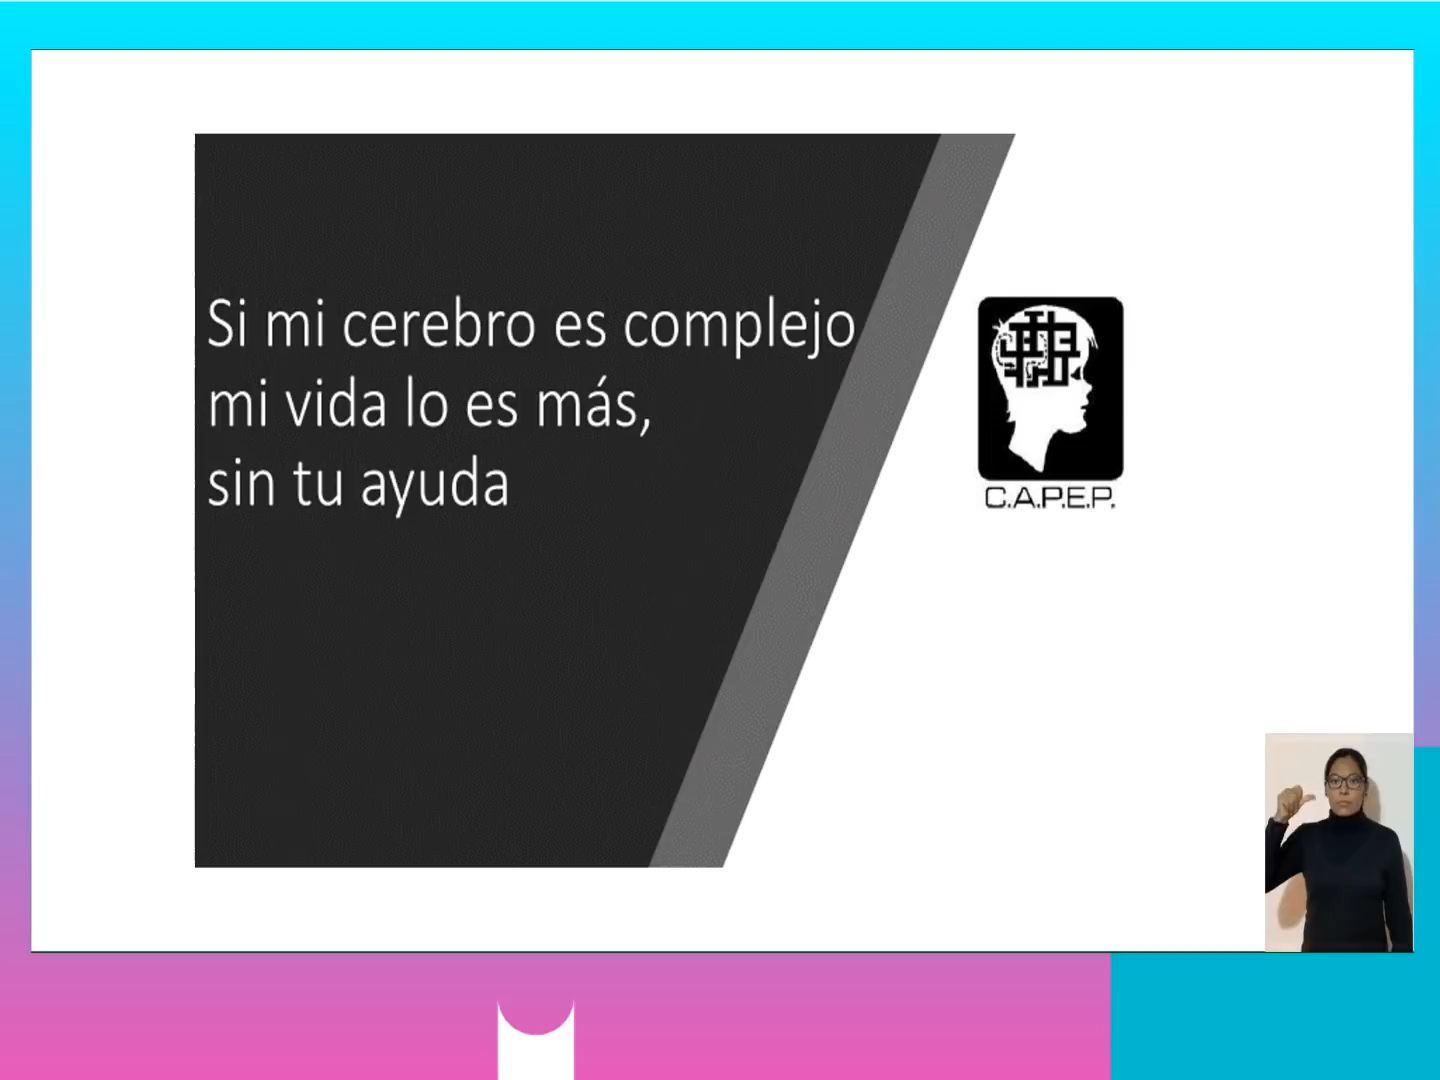 Si mi cerebro es complejo
mi vida lo es más,
sin tu ayuda
C.A.P.E.P.